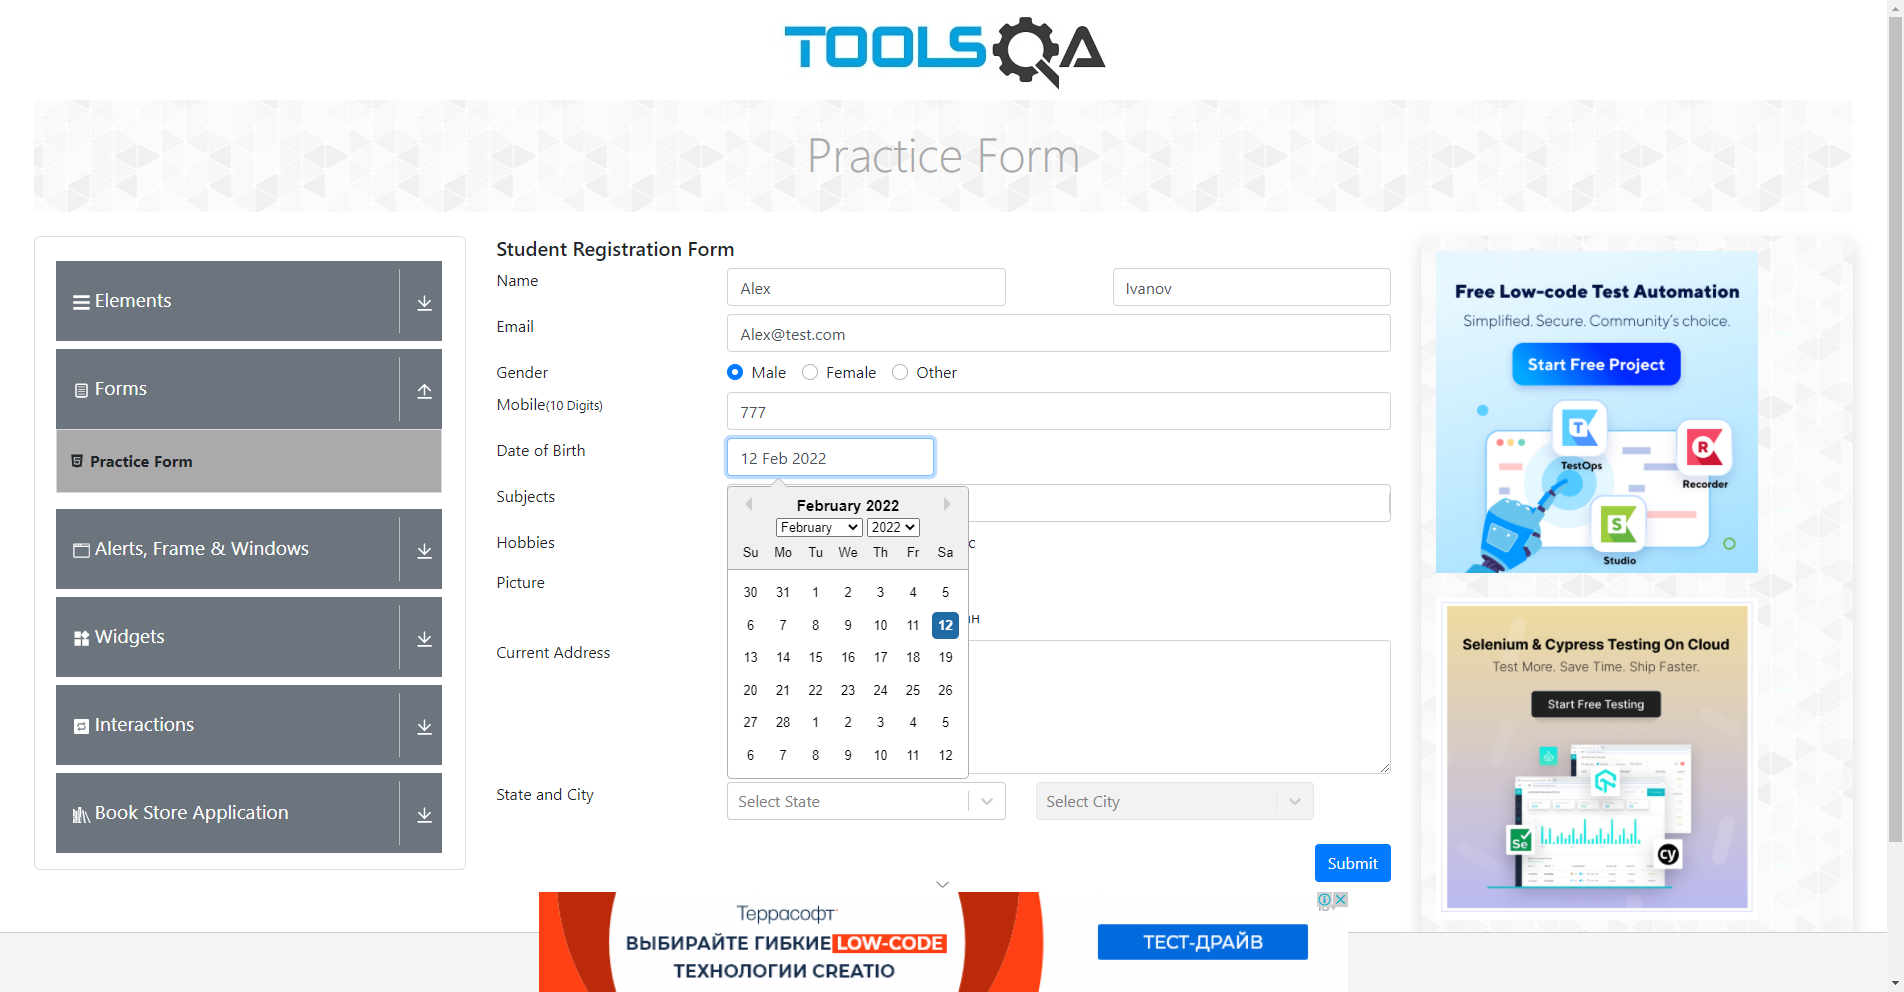 TOOLSQA
Practice Form
Elements
Forms
Practice Form
Alerts, Frame & Windows
Widgets
Interactions
Book Store Application
Student Registration Form
Name
Alex
Ivanov
Email
Alex@test.com
Gender
Male
Female
Other
Mobile(10 Digits)
777
Date of Birth
12 Feb 2022
Subjects
February 2022
February 2022
Su Mo Tu We Th Fr Sa
30 31 1 2 3 4 5
6 7 8 9 10 11 12
13 14 15 16 17 18 19
20 21 22 23 24 25 26
27 28 1 2 3 4 5
6 7 8 9 10 11 12
Hobbies
с
Picture
ан
Current Address
State and City
Select State
Select City
Submit
Free Low-code Test Automation
Simplified. Secure. Community's choice.
Start Free Project
TestOps
Recorder
Studio
Selenium & Cypress Testing On Cloud
Test More. Save Time. Ship Faster.
Start Free Testing
Se
cy
Террасофт
ВЫБИРАЙТЕ ГИБКИЕ LOW-CODE
ТЕХНОЛОГИИ CREATIO
ТЕСТ-ДРАЙВ